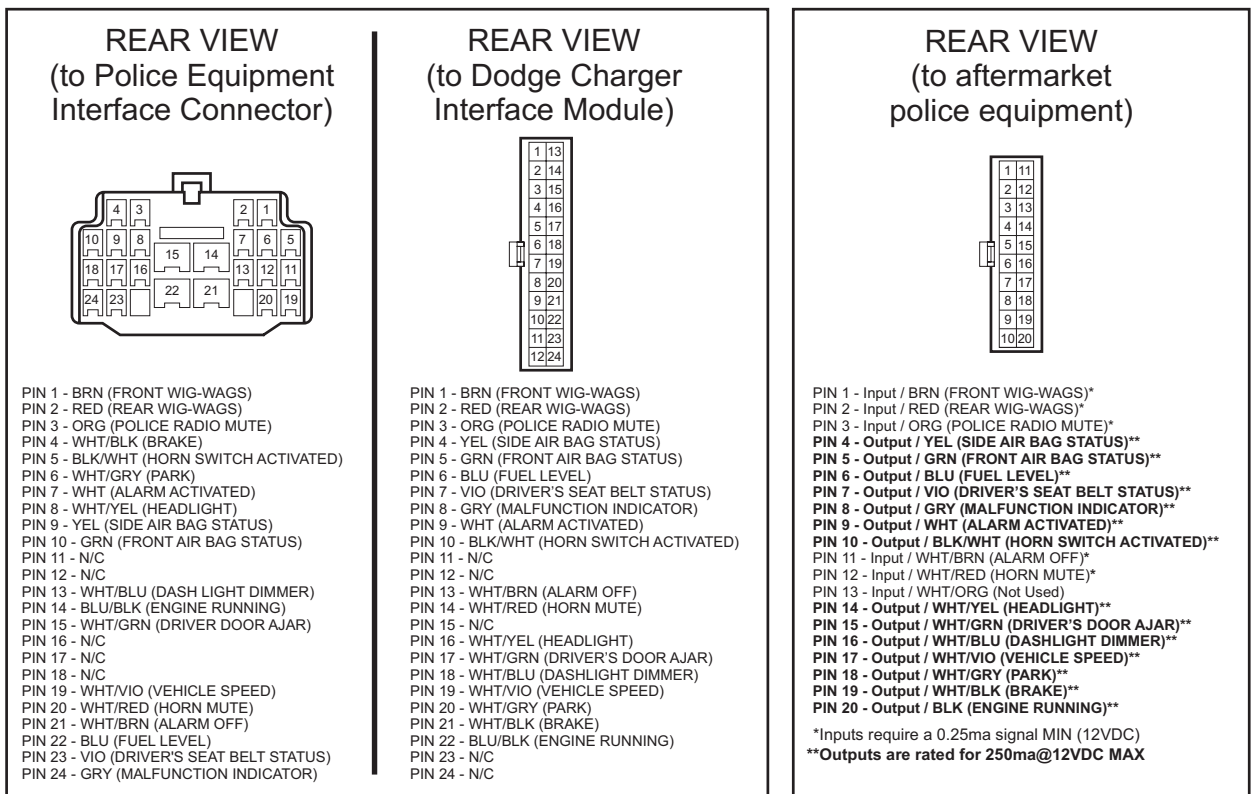 REAR VIEW
(to Police Equipment
Interface Connector)
4 3 2 1
10 9 8 7 6 5
15 14
18 17 16 13 12 11
22 21
24 23 20 19
PIN 1 - BRN (FRONT WIG-WAGS)
PIN 2 - RED (REAR WIG-WAGS)
PIN 3 - ORG (POLICE RADIO MUTE)
PIN 4 - WHT/BLK (BRAKE)
PIN 5 - BLK/WHT (HORN SWITCH ACTIVATED)
PIN 6 - WHT/GRY (PARK)
PIN 7 - WHT (ALARM ACTIVATED)
PIN 8 - WHT/YEL (HEADLIGHT)
PIN 9 - YEL (SIDE AIR BAG STATUS)
PIN 10 - GRN (FRONT AIR BAG STATUS)
PIN 11 - N/C
PIN 12 - N/C
PIN 13 - WHT/BLU (DASH LIGHT DIMMER)
PIN 14 - BLU/BLK (ENGINE RUNNING)
PIN 15 - WHT/GRN (DRIVER DOOR AJAR)
PIN 16 - N/C
PIN 17 - N/C
PIN 18 - N/C
PIN 19 - WHT/VIO (VEHICLE SPEED)
PIN 20 - WHT/RED (HORN MUTE)
PIN 21 - WHT/BRN (ALARM OFF)
PIN 22 - BLU (FUEL LEVEL)
PIN 23 - VIO (DRIVER'S SEAT BELT STATUS)
PIN 24 - GRY (MALFUNCTION INDICATOR)
REAR VIEW
(to Dodge Charger
Interface Module)
1 13
2 14
3 15
4 16
5 17
6 18
7 19
8 20
9 21
10 22
11 23
12 24
PIN 1 - BRN (FRONT WIG-WAGS)
PIN 2 - RED (REAR WIG-WAGS)
PIN 3 - ORG (POLICE RADIO MUTE)
PIN 4 - YEL (SIDE AIR BAG STATUS)
PIN 5 - GRN (FRONT AIR BAG STATUS)
PIN 6 - BLU (FUEL LEVEL)
PIN 7 - VIO (DRIVER'S SEAT BELT STATUS)
PIN 8 - GRY (MALFUNCTION INDICATOR)
PIN 9 - WHT (ALARM ACTIVATED)
PIN 10 - BLK/WHT (HORN SWITCH ACTIVATED)
PIN 11 - N/C
PIN 12 - N/C
PIN 13 - WHT/BRN (ALARM OFF)
PIN 14 - WHT/RED (HORN MUTE)
PIN 15 - N/C
PIN 16 - WHT/YEL (HEADLIGHT)
PIN 17 - WHT/GRN (DRIVER'S DOOR AJAR)
PIN 18 - WHT/BLU (DASHLIGHT DIMMER)
PIN 19 - WHT/VIO (VEHICLE SPEED)
PIN 20 - WHT/GRY (PARK)
PIN 21 - WHT/BLK (BRAKE)
PIN 22 - BLU/BLK (ENGINE RUNNING)
PIN 23 - N/C
PIN 24 - N/C
REAR VIEW
(to aftermarket
police equipment)
1 11
2 12
3 13
4 14
5 15
6 16
7 17
8 18
9 19
10 20
PIN 1 - Input / BRN (FRONT WIG-WAGS)*
PIN 2 - Input / RED (REAR WIG-WAGS)*
PIN 3 - Input / ORG (POLICE RADIO MUTE)*
PIN 4 - Output / YEL (SIDE AIR BAG STATUS)**
PIN 5 - Output / GRN (FRONT AIR BAG STATUS)**
PIN 6 - Output / BLU (FUEL LEVEL)**
PIN 7 - Output / VIO (DRIVER'S SEAT BELT STATUS)**
PIN 8 - Output / GRY (MALFUNCTION INDICATOR)**
PIN 9 - Output / WHT (ALARM ACTIVATED)**
PIN 10 - Output / BLK/WHT (HORN SWITCH ACTIVATED)**
PIN 11 - Input / WHT/BRN (ALARM OFF)*
PIN 12 - Input / WHT/RED (HORN MUTE)*
PIN 13 - Input / WHT/ORG (Not Used)
PIN 14 - Output / WHT/YEL (HEADLIGHT)**
PIN 15 - Output / WHT/GRN (DRIVER'S DOOR AJAR)**
PIN 16 - Output / WHT/BLU (DASHLIGHT DIMMER)**
PIN 17 - Output / WHT/VIO (VEHICLE SPEED)**
PIN 18 - Output / WHT/GRY (PARK)**
PIN 19 - Output / WHT/BLK (BRAKE)**
PIN 20 - Output / BLK (ENGINE RUNNING)**
*Inputs require a 0.25ma signal MIN (12VDC)
**Outputs are rated for 250ma@12VDC MAX